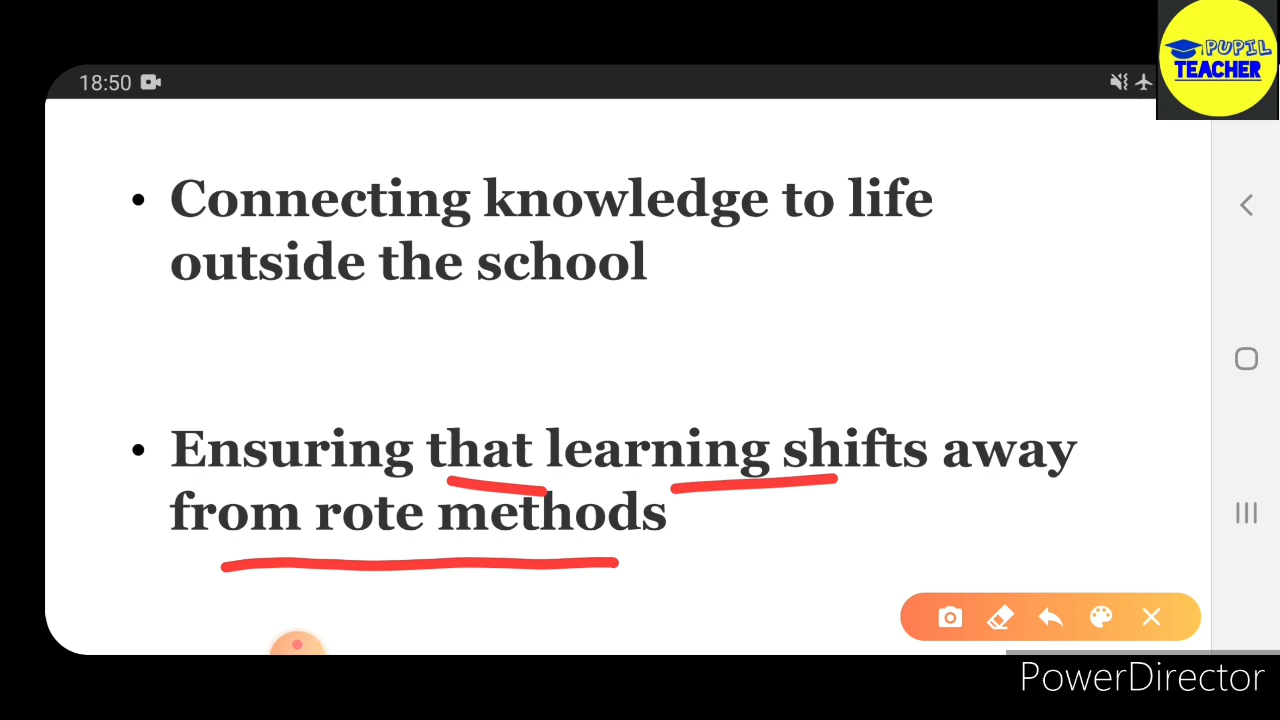 PUPIL
TEACHER
18:50
• Connecting knowledge to life
outside the school
• Ensuring that learning shifts away
from rote methods
PowerDirector